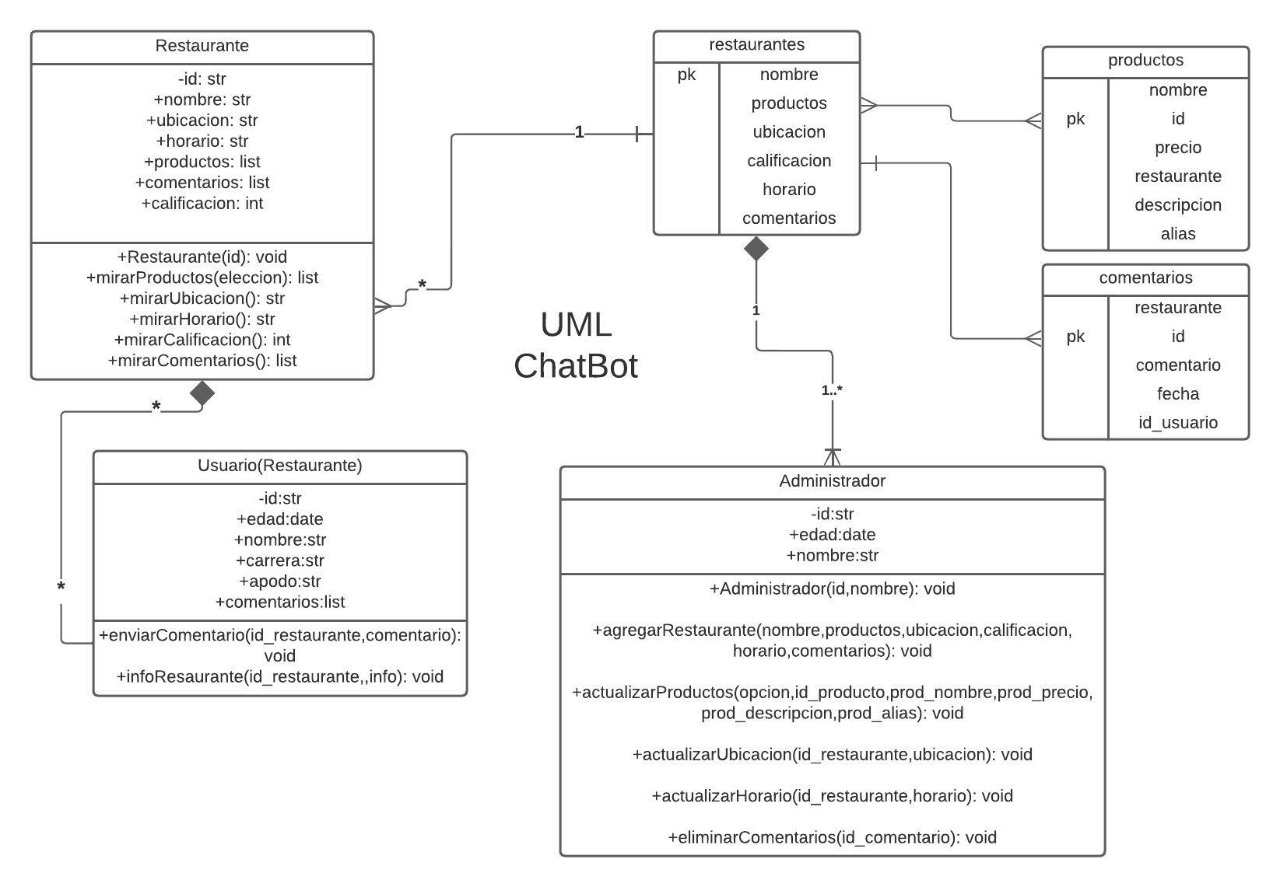 Restaurante
-id: str
+nombre: str
+ubicacion: str
+horario: str
+productos: list
+comentarios: list
+calificacion: int
+Restaurante(id): void
+mirarProductos(eleccion): list
+mirarUbicacion(): str
+mirarHorario(): str
+mirarCalificacion(): int
+mirarComentarios(): list
*
*
1
*
restaurantes
pk
nombre
productos
ubicacion
calificacion
horario
comentarios
productos
pk
nombre
id
precio
restaurante
descripcion
alias
comentarios
pk
restaurante
id
comentario
fecha
id_usuario
UML
ChatBot
1
1..*
Usuario(Restaurante)
-id:str
+edad:date
+nombre:str
+carrera:str
+apodo:str
+comentarios:list
+enviarComentario(id_restaurante,comentario):
void
+infoResaurante(id_restaurante,,info): void
Administrador
-id:str
+edad:date
+nombre:str
+Administrador(id,nombre): void
+agregarRestaurante(nombre,productos,ubicacion,calificacion,
horario,comentarios): void
+actualizarProductos(opcion,id_producto,prod_nombre,prod_precio,
prod_descripcion,prod_alias): void
+actualizarUbicacion(id_restaurante,ubicacion): void
+actualizarHorario(id_restaurante,horario): void
+eliminarComentarios(id_comentario): void